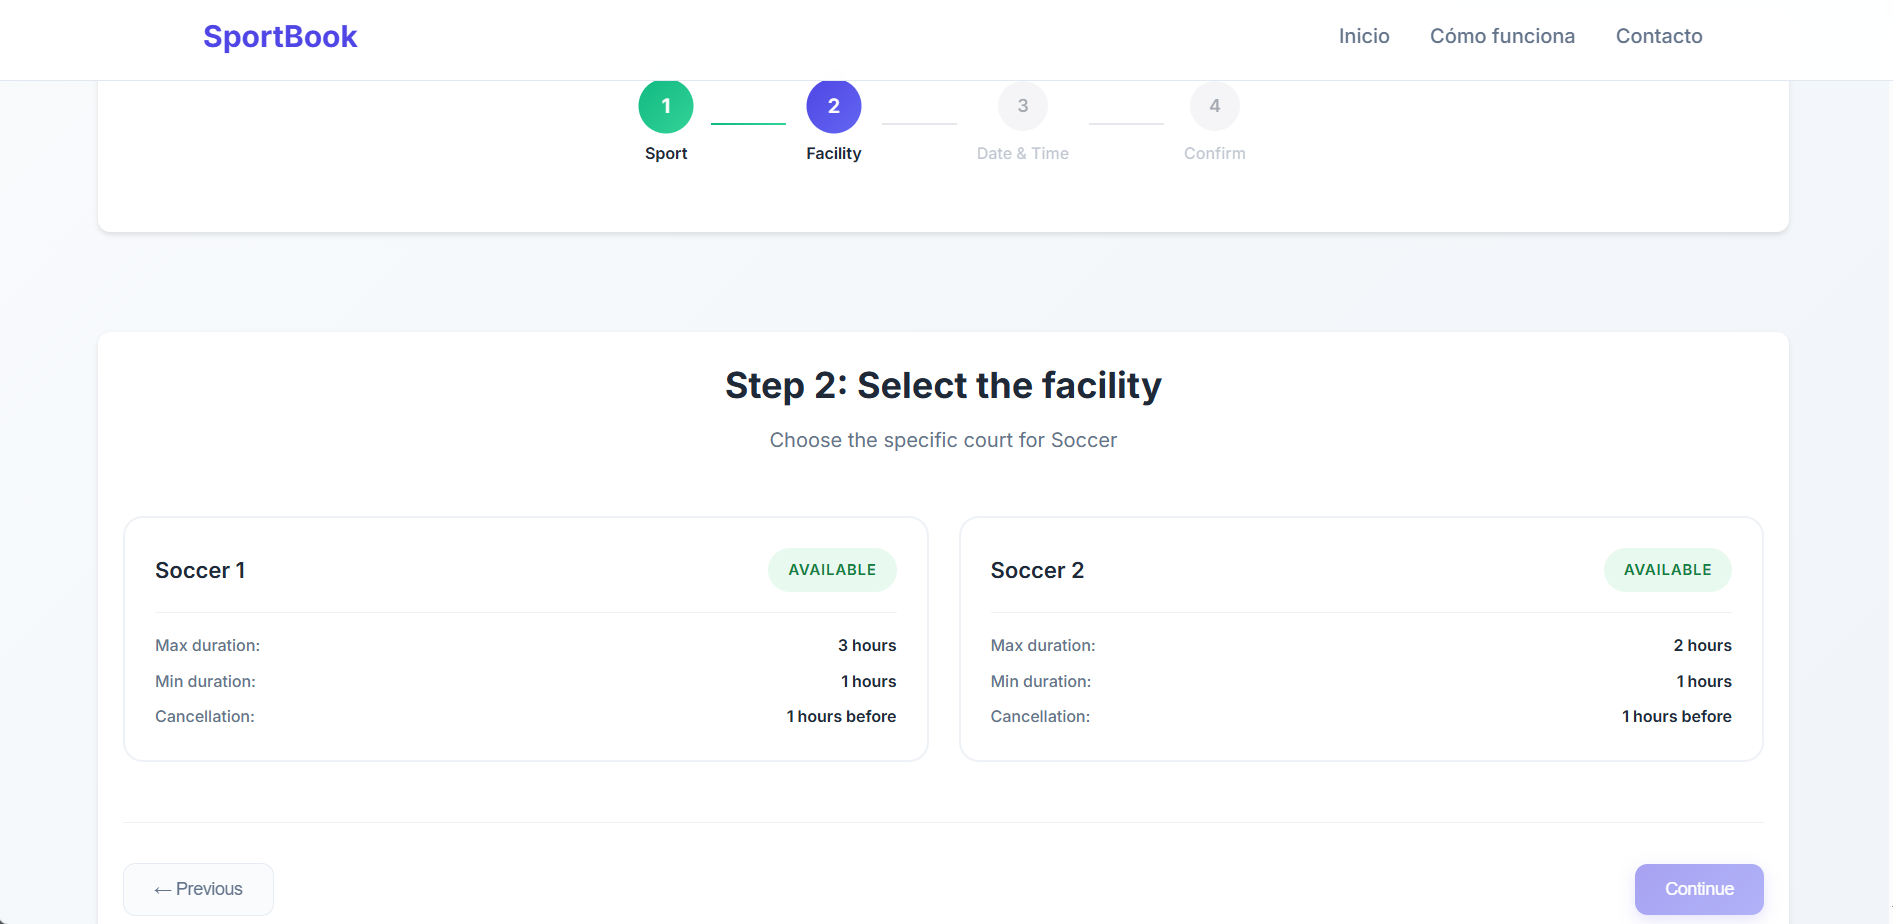 SportBook
Inicio Cómo funciona Contacto
1 2 3 4
Sport Facility Date & Time Confirm
Step 2: Select the facility
Choose the specific court for Soccer
Soccer 1 AVAILABLE
Max duration: 3 hours
Min duration: 1 hours
Cancellation: 1 hours before
Soccer 2 AVAILABLE
Max duration: 2 hours
Min duration: 1 hours
Cancellation: 1 hours before
← Previous
Continue